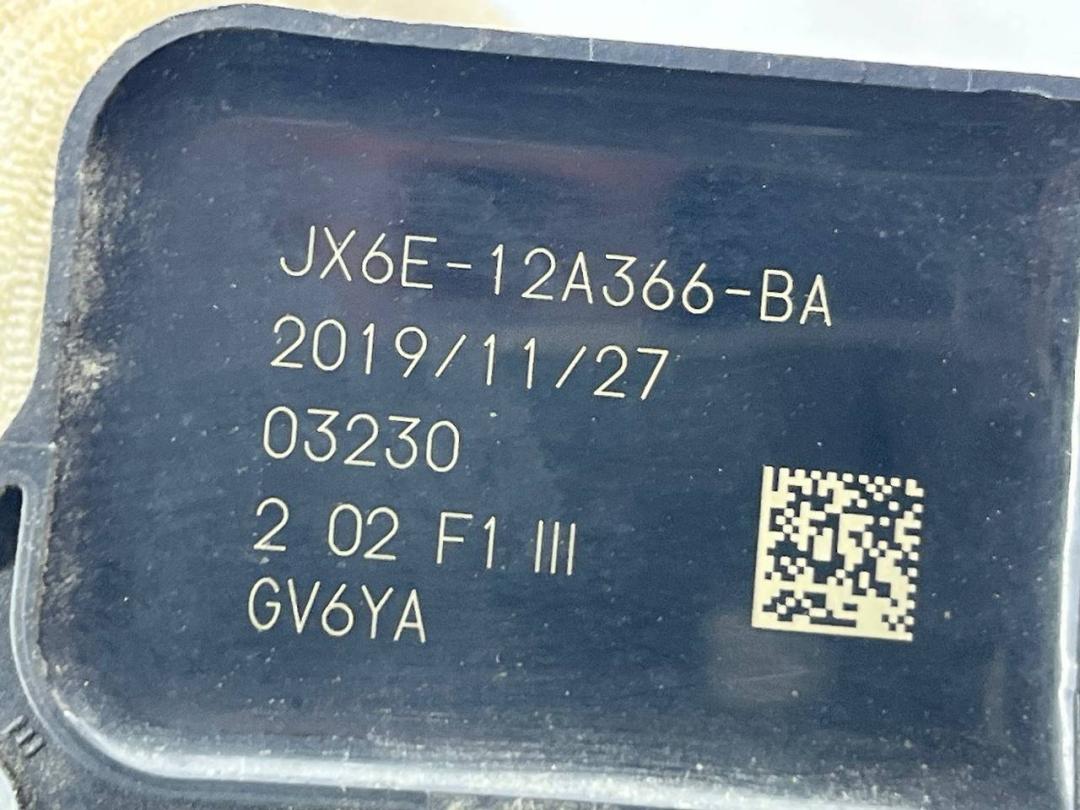 JX6E-12A366-BA
2019/11/27
03230
2 02 F1 III
GV6YA